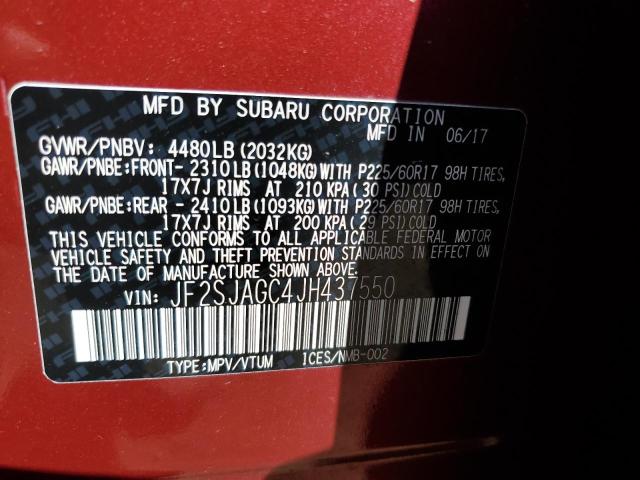 MFD BY SUBARU CORPORATION
MFD IN 06/17
GVWR/PNBV: 4480LB (2032KG)
GAWR/PNBE:FRONT- 2310LB (1048KG) WITH P225/60R17 98H TIRES,
17X7J RIMS AT 210 KPA (30 PSI) COLD
GAWR/PNBE:REAR - 2410LB (1093KG) WITH P225/60R17 98H TIRES,
17X7J RIMS AT 200 KPA (29 PSI) COLD
THIS VEHICLE CONFORMS TO ALL APPLICABLE FEDERAL MOTOR
VEHICLE SAFETY AND THEFT PREVENTION STANDARDS IN EFFECT ON
THE DATE OF MANUFACTURE SHOWN ABOVE.
VIN: JF2SJAGC4JH437550
TYPE:MPV/VTUM ICES/NMB-002